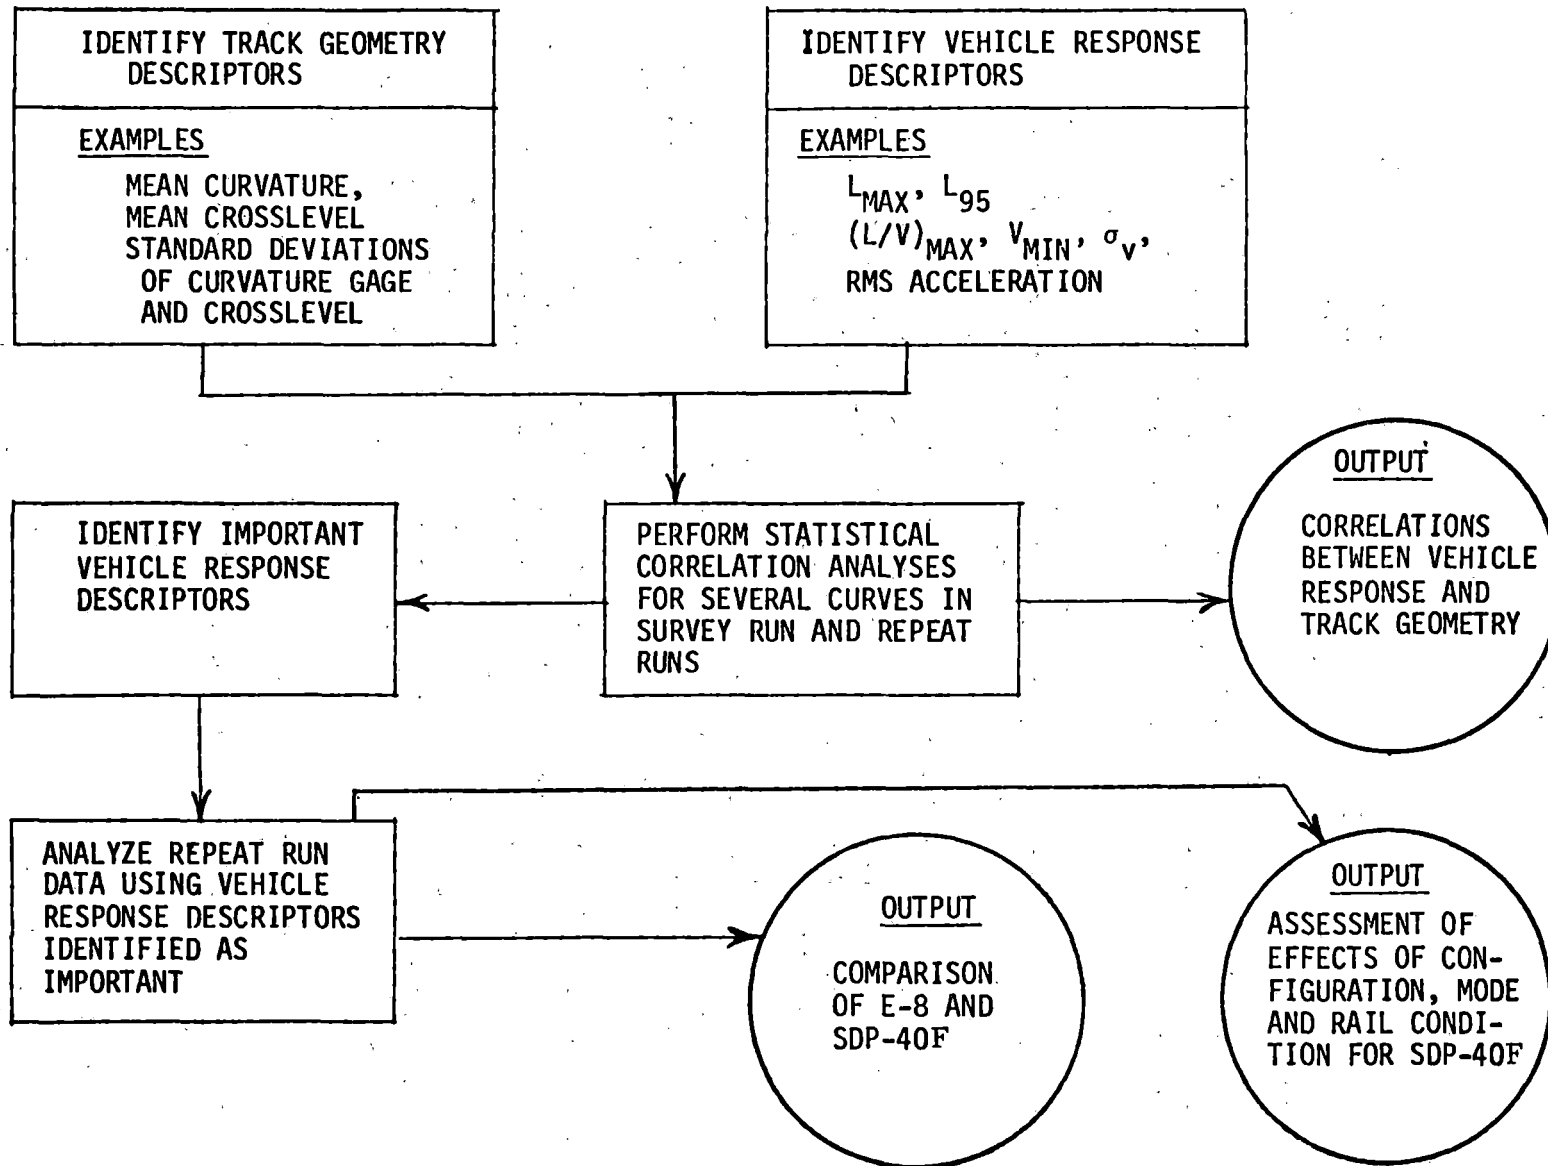 IDENTIFY TRACK GEOMETRY
DESCRIPTORS
EXAMPLES
MEAN CURVATURE,
MEAN CROSSLEVEL
STANDARD DEVIATIONS
OF CURVATURE GAGE
AND CROSSLEVEL
IDENTIFY VEHICLE RESPONSE
DESCRIPTORS
EXAMPLES
L_MAX, L_95
(L/V)_MAX, V_MIN, σ_v,
RMS ACCELERATION
IDENTIFY IMPORTANT
VEHICLE RESPONSE
DESCRIPTORS
PERFORM STATISTICAL
CORRELATION ANALYSES
FOR SEVERAL CURVES IN
SURVEY RUN AND REPEAT
RUNS
OUTPUT
CORRELATIONS
BETWEEN VEHICLE
RESPONSE AND
TRACK GEOMETRY
ANALYZE REPEAT RUN
DATA USING VEHICLE
RESPONSE DESCRIPTORS
IDENTIFIED AS
IMPORTANT
OUTPUT
COMPARISON
OF E-8 AND
SDP-40F
OUTPUT
ASSESSMENT OF
EFFECTS OF CON-
FIGURATION, MODE
AND RAIL CONDI-
TION FOR SDP-40F